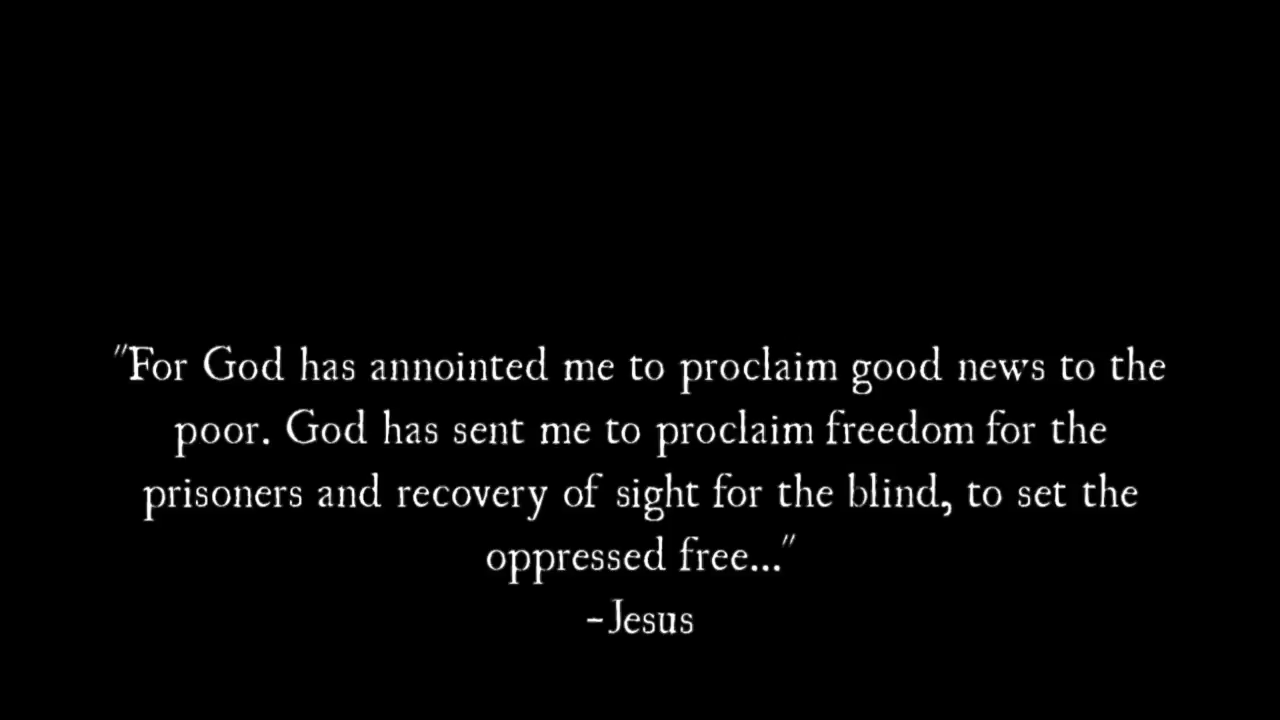 "For God has annointed me to proclaim good news to the
poor. God has sent me to proclaim freedom for the
prisoners and recovery of sight for the blind, to set the
oppressed free..."
-Jesus